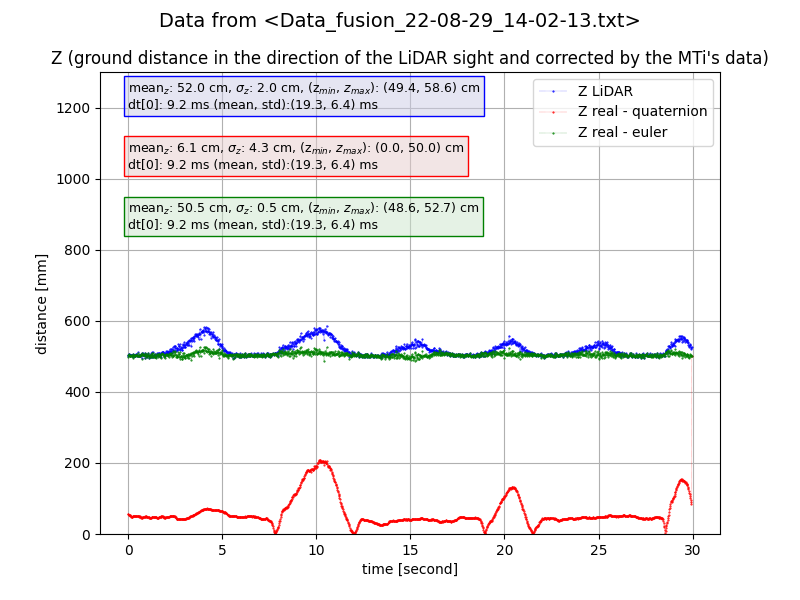 Data from <Data_fusion_22-08-29_14-02-13.txt>
Z (ground distance in the direction of the LiDAR sight and corrected by the MTi's data)
mean_z: 52.0 cm, σ_z: 2.0 cm, (z_min, z_max): (49.4, 58.6) cm
dt[0]: 9.2 ms (mean, std):(19.3, 6.4) ms
mean_z: 6.1 cm, σ_z: 4.3 cm, (z_min, z_max): (0.0, 50.0) cm
dt[0]: 9.2 ms (mean, std):(19.3, 6.4) ms
mean_z: 50.5 cm, σ_z: 0.5 cm, (z_min, z_max): (48.6, 52.7) cm
dt[0]: 9.2 ms (mean, std):(19.3, 6.4) ms
Z LiDAR
Z real - quaternion
Z real - euler
distance [mm]
1200
1000
800
600
400
200
0
0 5 10 15 20 25 30
time [second]